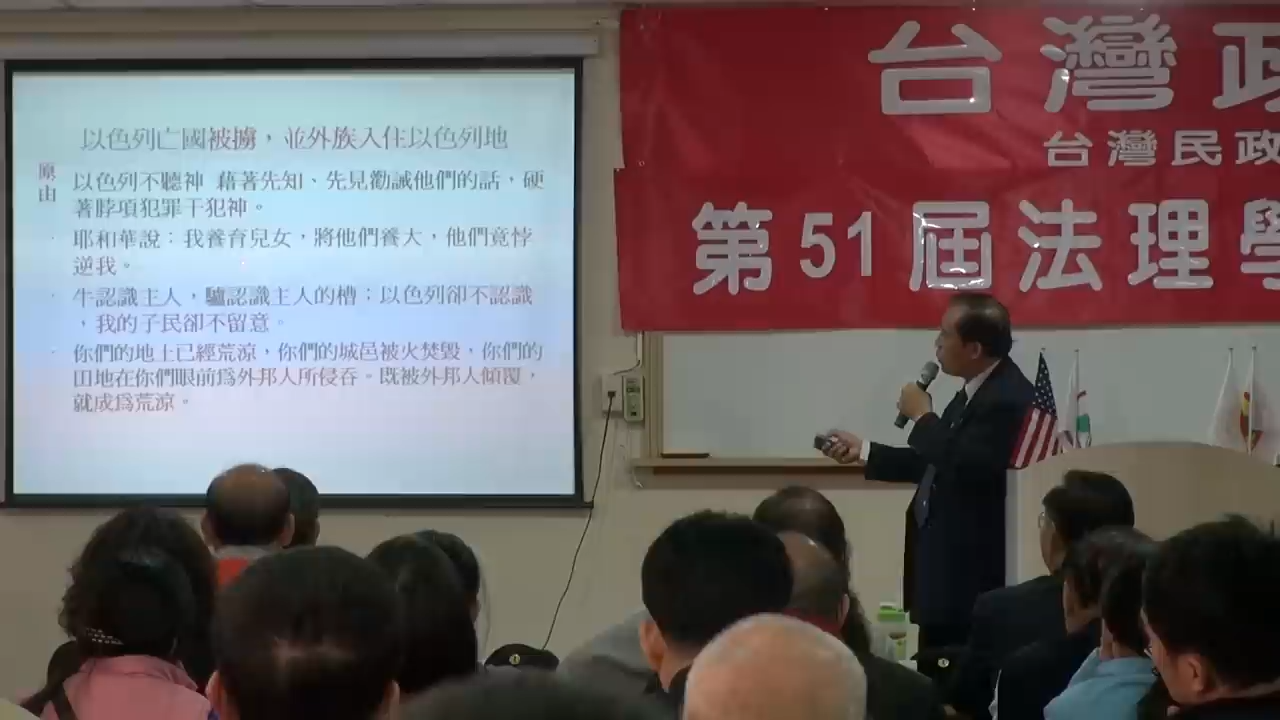 以色列亡國被擄，並外族入住以色列地
原由
以色列不聽神 藉著先知、先見勸誡他們的話，硬
著脖項犯罪干犯神。
耶和華說：我養育兒女，將他們養大，他們竟悖
逆我。
牛認識主人，驢認識主人的槽；以色列卻不認識
，我的子民卻不留意。
你們的地土已經荒涼，你們的城邑被火焚毀，你們的
田地在你們眼前為外邦人所侵吞。既被外邦人傾覆，
就成為荒涼。
台灣政
台灣民政
第51屆法理學